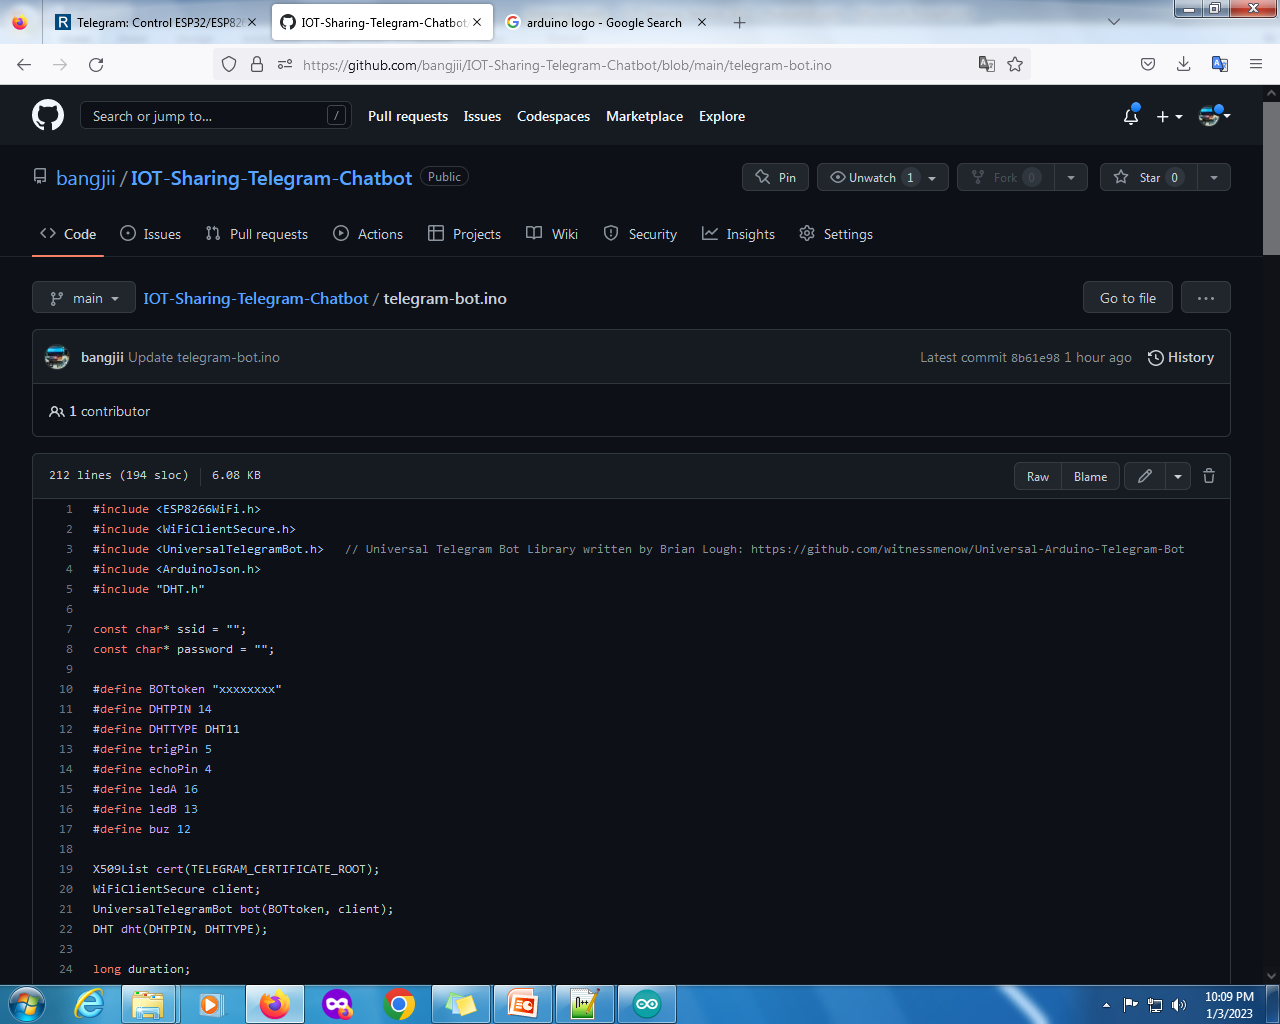 Telegram: Control ESP32/ESP82
IOT-Sharing-Telegram-Chatbot
arduino logo - Google Search
https://github.com/bangjii/IOT-Sharing-Telegram-Chatbot/blob/main/telegram-bot.ino
Search or jump to... / Pull requests Issues Codespaces Marketplace Explore
bangjii / IOT-Sharing-Telegram-Chatbot Public Pin Unwatch 1 Fork 0 Star 0
Code Issues Pull requests Actions Projects Wiki Security Insights Settings
main IOT-Sharing-Telegram-Chatbot / telegram-bot.ino Go to file ...
bangjii Update telegram-bot.ino Latest commit 8b61e98 1 hour ago History
1 contributor
212 lines (194 sloc) 6.08 KB Raw Blame
1 #include <ESP8266WiFi.h>
2 #include <WiFiClientSecure.h>
3 #include <UniversalTelegramBot.h> // Universal Telegram Bot Library written by Brian Lough: https://github.com/witnessmenow/Universal-Arduino-Telegram-Bot
4 #include <ArduinoJson.h>
5 #include "DHT.h"
6
7 const char* ssid = "";
8 const char* password = "";
9
10 #define BOTtoken "xxxxxxxx"
11 #define DHTPIN 14
12 #define DHTTYPE DHT11
13 #define trigPin 5
14 #define echoPin 4
15 #define ledA 16
16 #define ledB 13
17 #define buz 12
18
19 X509List cert(TELEGRAM_CERTIFICATE_ROOT);
20 WiFiClientSecure client;
21 UniversalTelegramBot bot(BOTtoken, client);
22 DHT dht(DHTPIN, DHTTYPE);
23
24 long duration;
10:09 PM
1/3/2023